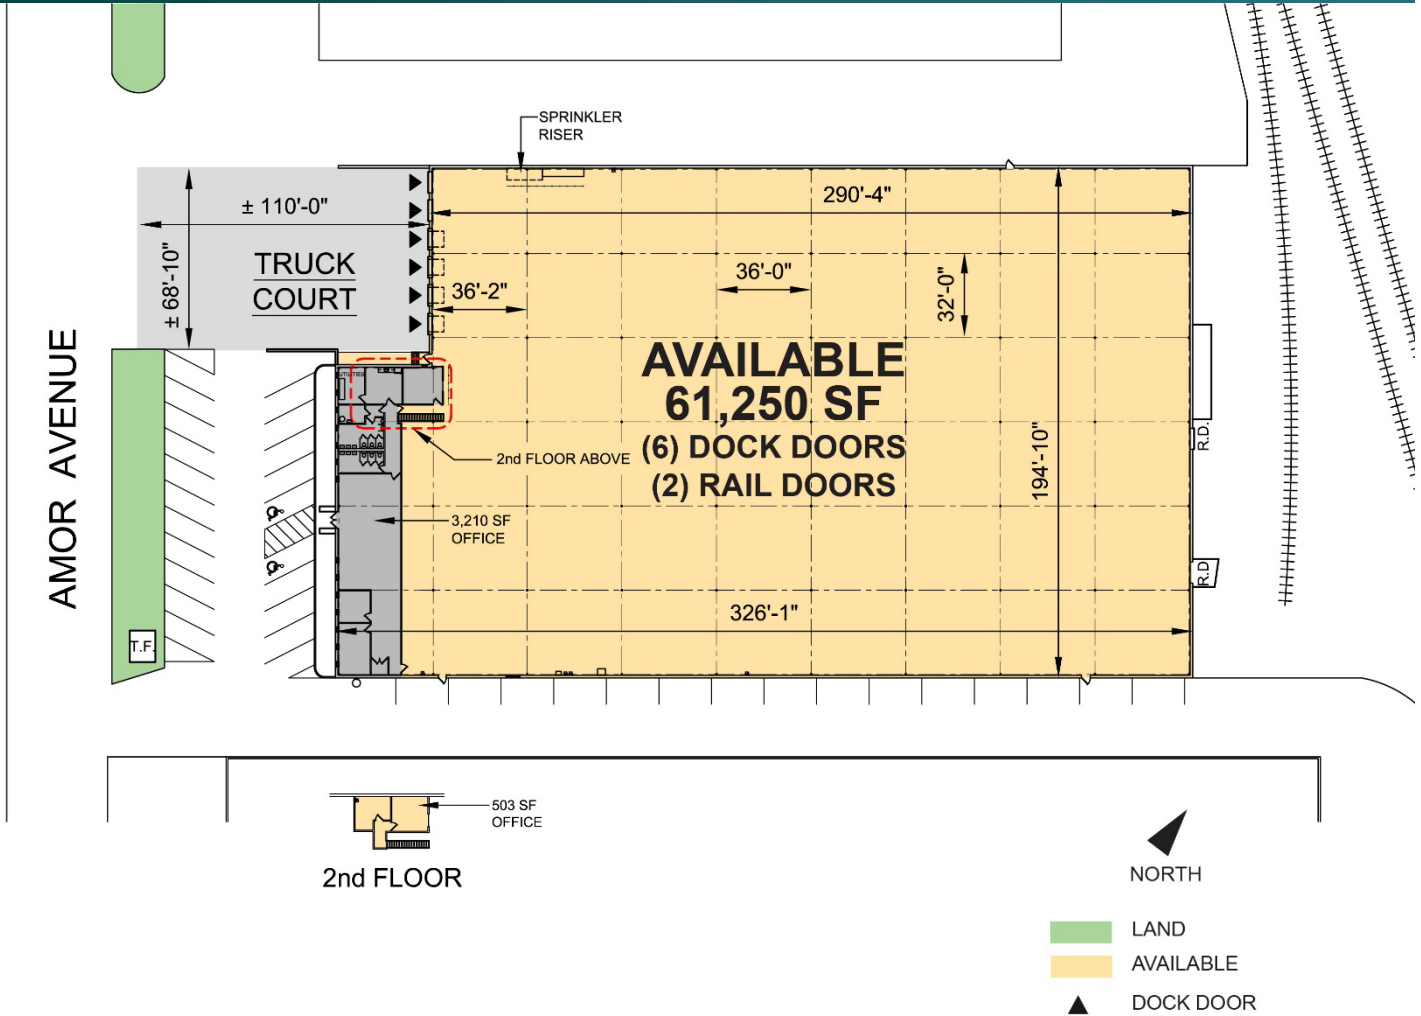 SPRINKLER
RISER
± 110'-0"
290'-4"
± 68'-10"
TRUCK
COURT
36'-2"
36'-0"
32'-0"
AMOR AVENUE
AVAILABLE
61,250 SF
(6) DOCK DOORS
(2) RAIL DOORS
UTILITIES
2nd FLOOR ABOVE
194'-10"
R.D.
3,210 SF
OFFICE
R.D
326'-1"
T.F.
503 SF
OFFICE
2nd FLOOR
NORTH
LAND
AVAILABLE
DOCK DOOR